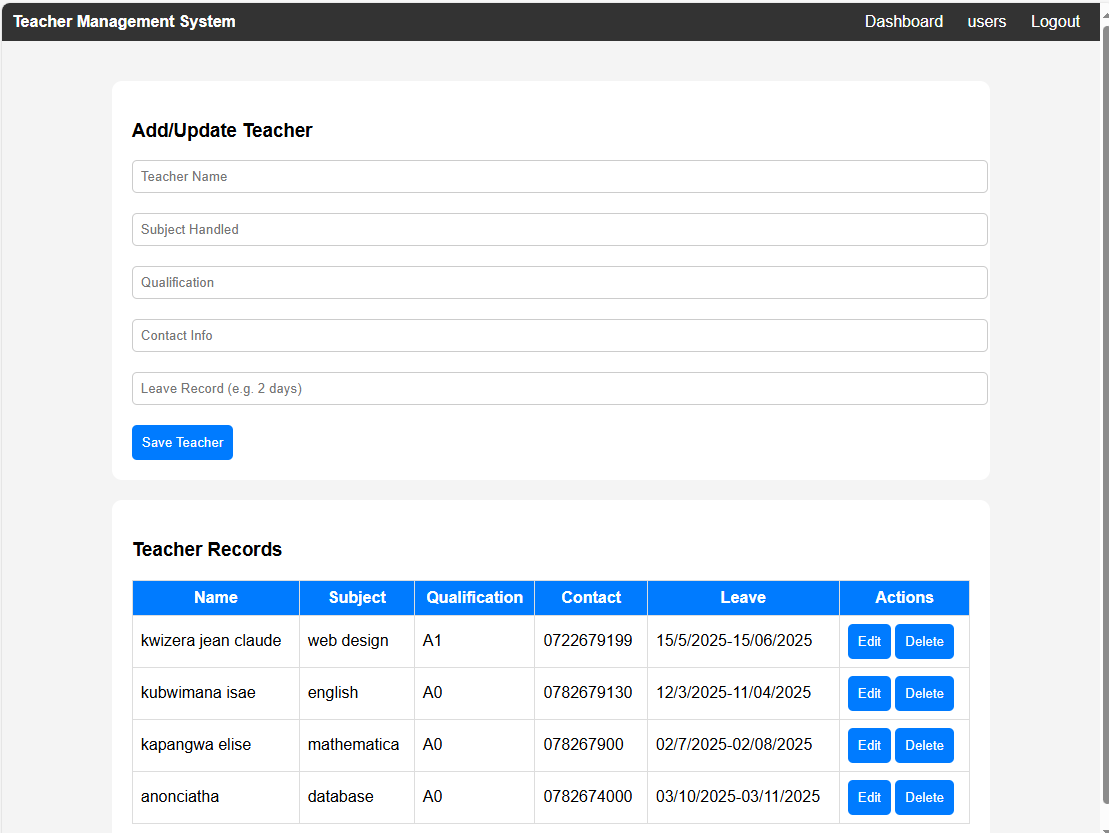 Teacher Management System Dashboard users Logout
Add/Update Teacher
Teacher Name
Subject Handled
Qualification
Contact Info
Leave Record (e.g. 2 days)
Save Teacher
Teacher Records
Name Subject Qualification Contact Leave Actions
kwizera jean claude web design A1 0722679199 15/5/2025-15/06/2025 Edit Delete
kubwimana isae english A0 0782679130 12/3/2025-11/04/2025 Edit Delete
kapangwa elise mathematica A0 078267900 02/7/2025-02/08/2025 Edit Delete
anonciatha database A0 0782674000 03/10/2025-03/11/2025 Edit Delete